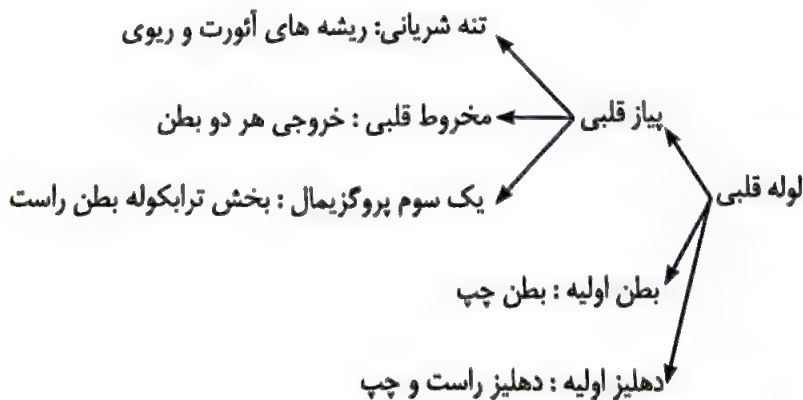 تنه شریانی: ریشه های آئورت و ریوی
پیاز قلبی
مخروط قلبی : خروجی هر دو بطن
لوله قلبی
یک سوم پروگزیمال : بخش ترابکوله بطن راست
بطن اولیه : بطن چپ
دهلیز اولیه : دهلیز راست و چپ